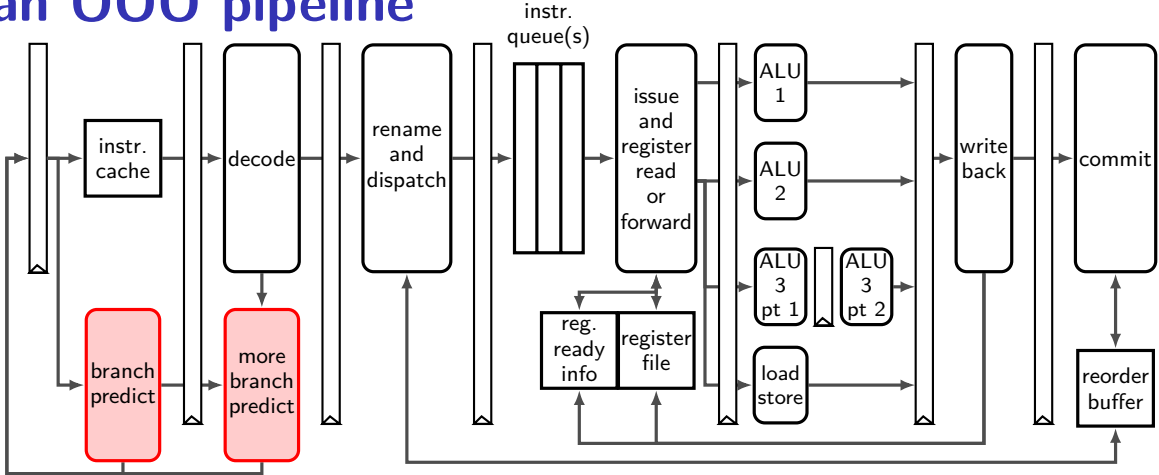 an OOO pipeline
instr.
queue(s)
instr.
cache
decode
rename
and
dispatch
issue
and
register
read
or
forward
ALU
1
ALU
2
ALU
3
pt 1
ALU
3
pt 2
load
store
write
back
commit
branch
predict
more
branch
predict
reg.
ready
info
register
file
reorder
buffer